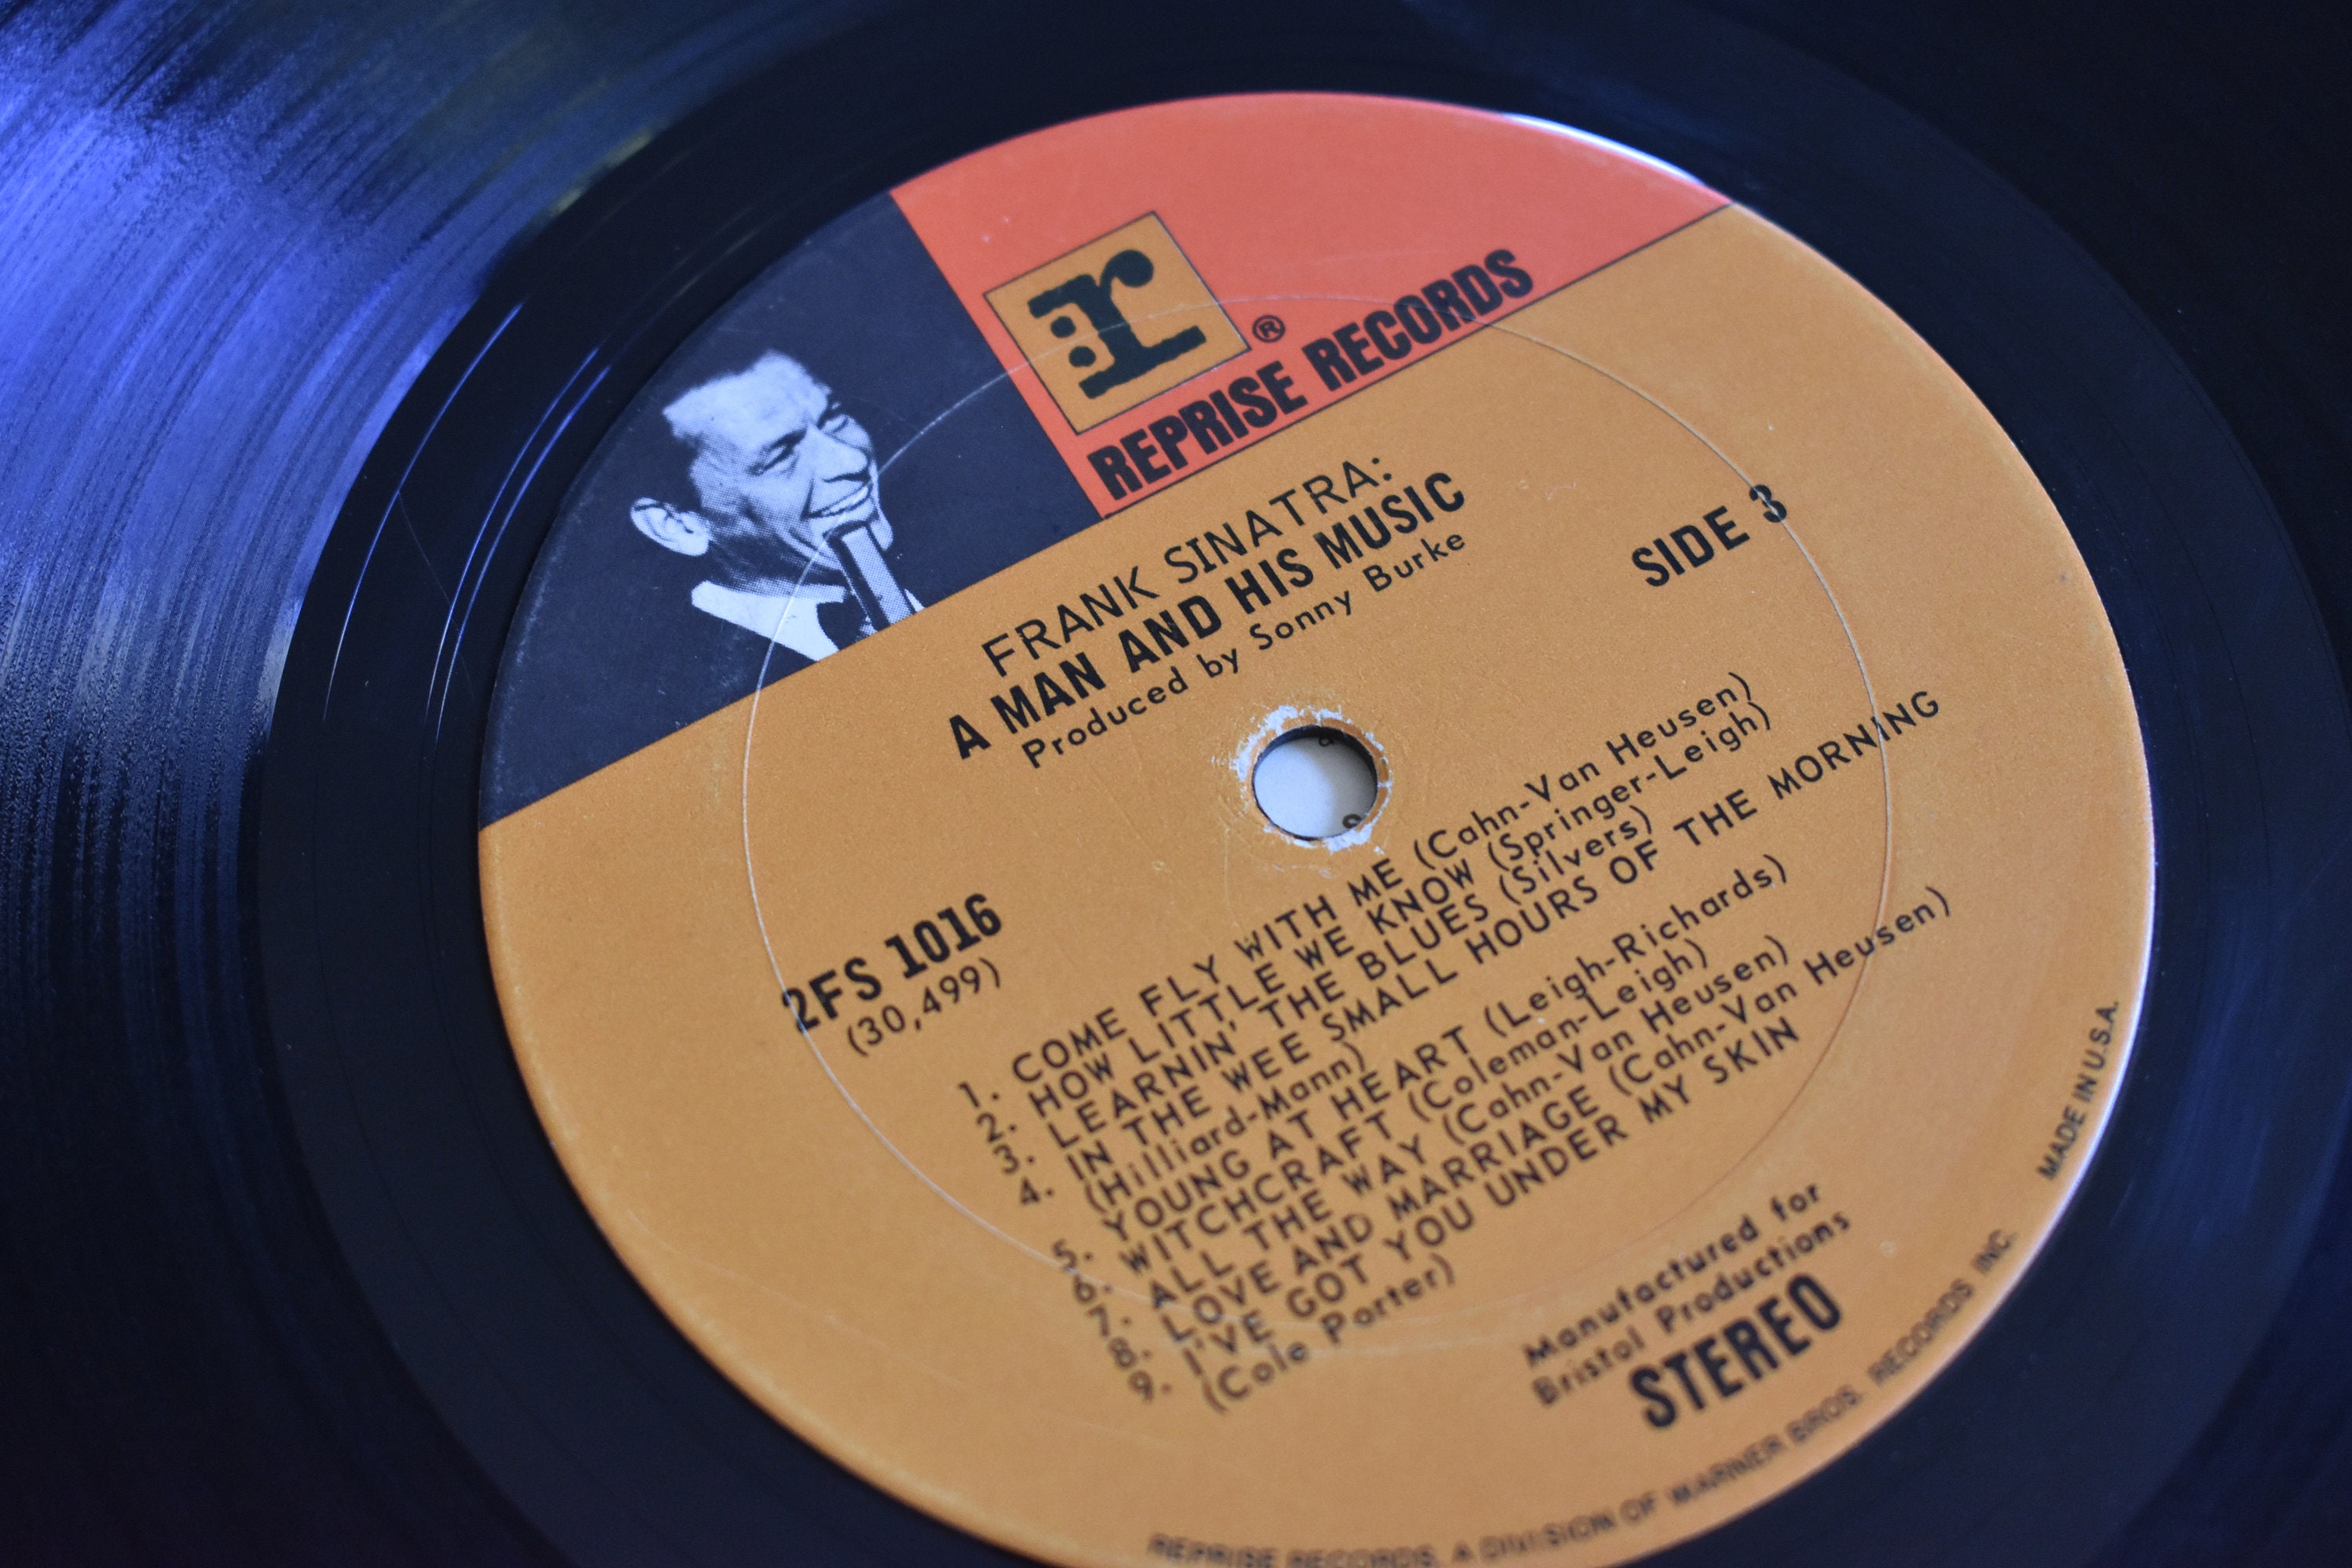 r
®
REPRISE RECORDS
FRANK SINATRA:
A MAN AND HIS MUSIC
Produced by Sonny Burke
SIDE 3
2FS 1016
(30,499)
1. COME FLY WITH ME (Cahn-Van Heusen)
2. HOW LITTLE WE KNOW (Springer-Leigh)
3. LEARNIN' THE BLUES (Silvers)
4. IN THE WEE SMALL HOURS OF THE MORNING
(Hilliard-Mann)
5. YOUNG AT HEART (Leigh-Richards)
6. WITCHCRAFT (Coleman-Leigh)
7. ALL THE WAY (Cahn-Van Heusen)
8. LOVE AND MARRIAGE (Cahn-Van Heusen)
9. I'VE GOT YOU UNDER MY SKIN
(Cole Porter)
Manufactured for
Bristol Productions
STEREO
REPRISE RECORDS, A DIVISION OF WARNER BROS. RECORDS INC.
MADE IN U.S.A.